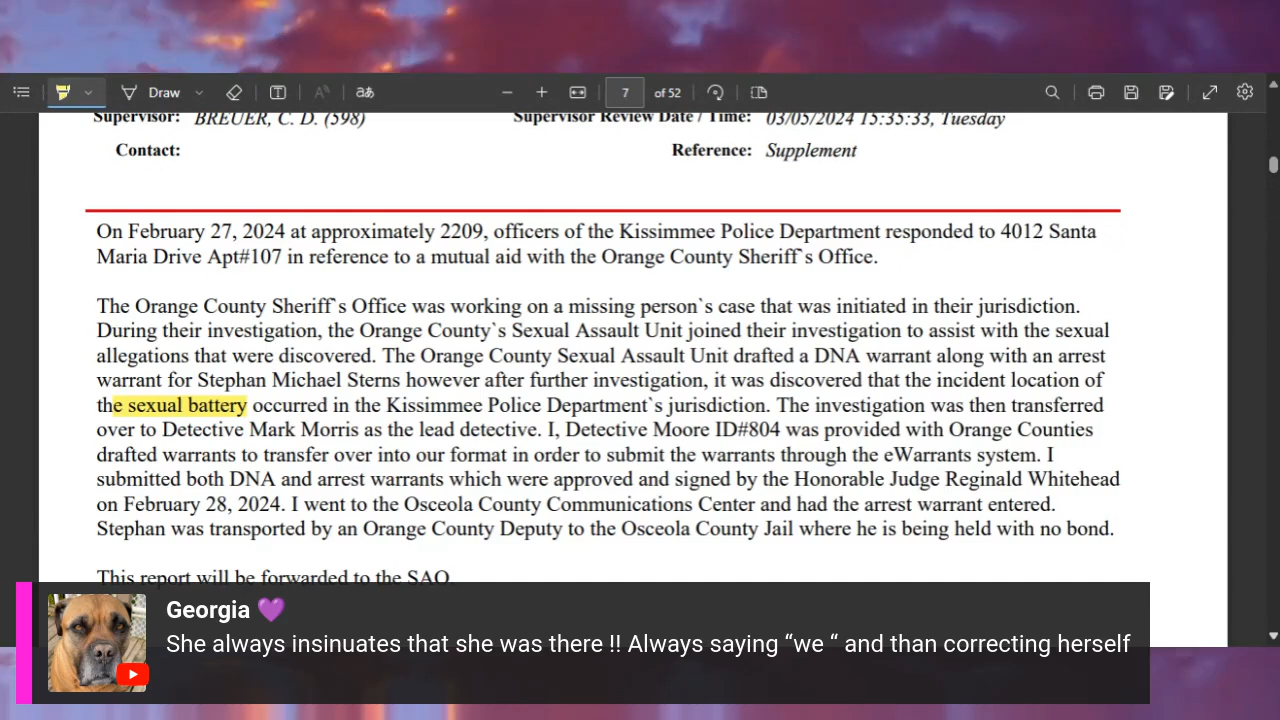 Draw
7 of 52
Supervisor: BREUER, C. D. (598) Supervisor Review Date / Time: 03/05/2024 15:35:33, Tuesday
Contact: Reference: Supplement
On February 27, 2024 at approximately 2209, officers of the Kissimmee Police Department responded to 4012 Santa
Maria Drive Apt#107 in reference to a mutual aid with the Orange County Sheriff`s Office.
The Orange County Sheriff`s Office was working on a missing person`s case that was initiated in their jurisdiction.
During their investigation, the Orange County`s Sexual Assault Unit joined their investigation to assist with the sexual
allegations that were discovered. The Orange County Sexual Assault Unit drafted a DNA warrant along with an arrest
warrant for Stephan Michael Sterns however after further investigation, it was discovered that the incident location of
the sexual battery occurred in the Kissimmee Police Department`s jurisdiction. The investigation was then transferred
over to Detective Mark Morris as the lead detective. I, Detective Moore ID#804 was provided with Orange Counties
drafted warrants to transfer over into our format in order to submit the warrants through the eWarrants system. I
submitted both DNA and arrest warrants which were approved and signed by the Honorable Judge Reginald Whitehead
on February 28, 2024. I went to the Osceola County Communications Center and had the arrest warrant entered.
Stephan was transported by an Orange County Deputy to the Osceola County Jail where he is being held with no bond.
This report will be forwarded to the SAO.
Georgia 💜
She always insinuates that she was there !! Always saying “we “ and than correcting herself